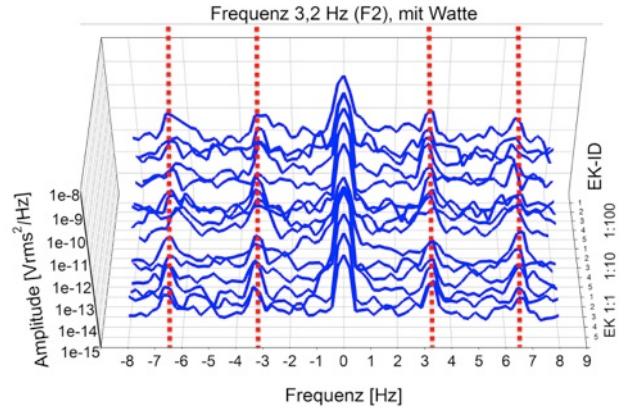 Frequenz 3,2 Hz (F2), mit Watte
Amplitude [Vrms²/Hz]
1e-8
1e-9
1e-10
1e-11
1e-12
1e-13
1e-14
1e-15
-8 -7 -6 -5 -4 -3 -2 -1 0 1 2 3 4 5 6 7 8 9
Frequenz [Hz]
EK-ID
1:100
1:10
EK 1:1
1
2
3
4
5
1
2
3
4
5
1
2
3
4
5